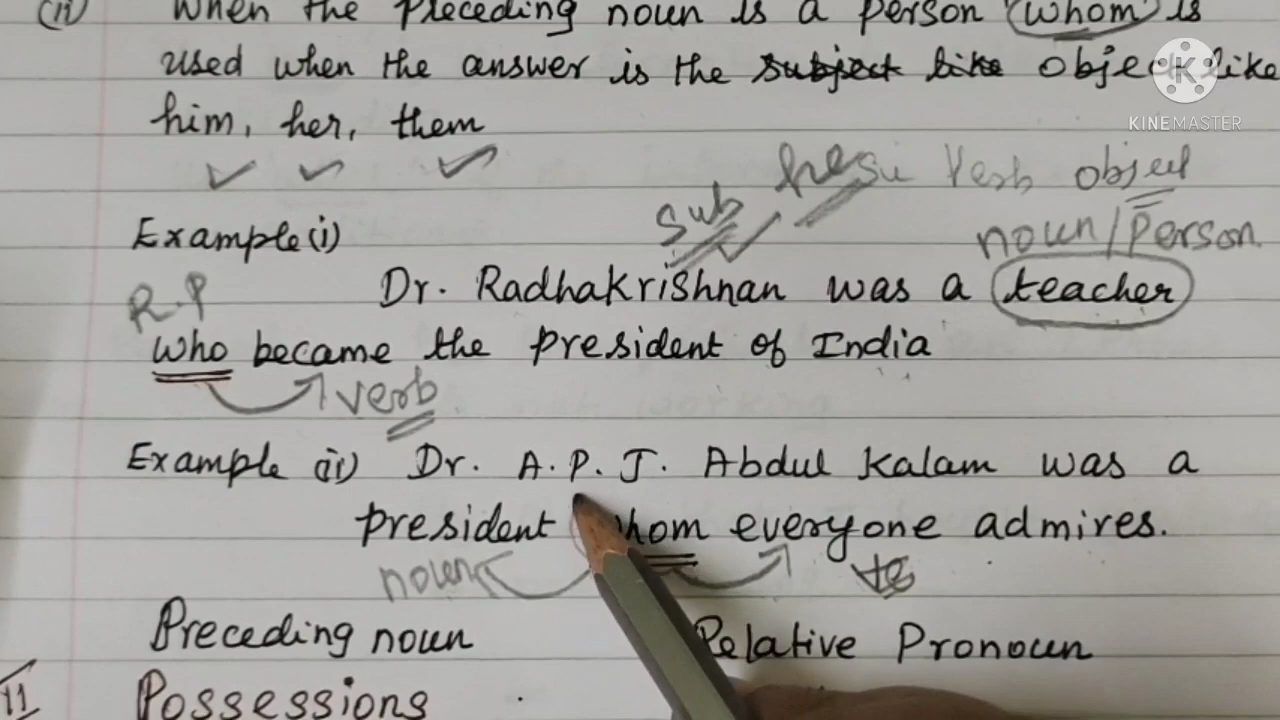 (ii) when the preceding noun is a person whom is
used when the answer is the subject like object like
him, her, them
Sub Verb object
Example (i) noun/Person
R.P Dr. Radhakrishnan was a teacher
who became the president of India
verb
Example (ii) Dr. A. P. J. Abdul Kalam was a
president whom everyone admires.
noun
Preceding noun Relative Pronoun
11 Possessions
KINEMASTER